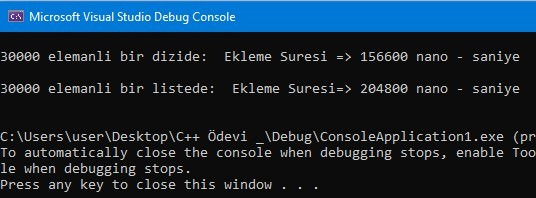 Microsoft Visual Studio Debug Console
30000 elemanli bir dizide:  Ekleme Suresi => 156600 nano - saniye
30000 elemanli bir listede:  Ekleme Suresi=> 204800 nano - saniye
C:\Users\user\Desktop\C++ Ödevi _\Debug\ConsoleApplication1.exe (pr
To automatically close the console when debugging stops, enable Too
le when debugging stops.
Press any key to close this window . . .